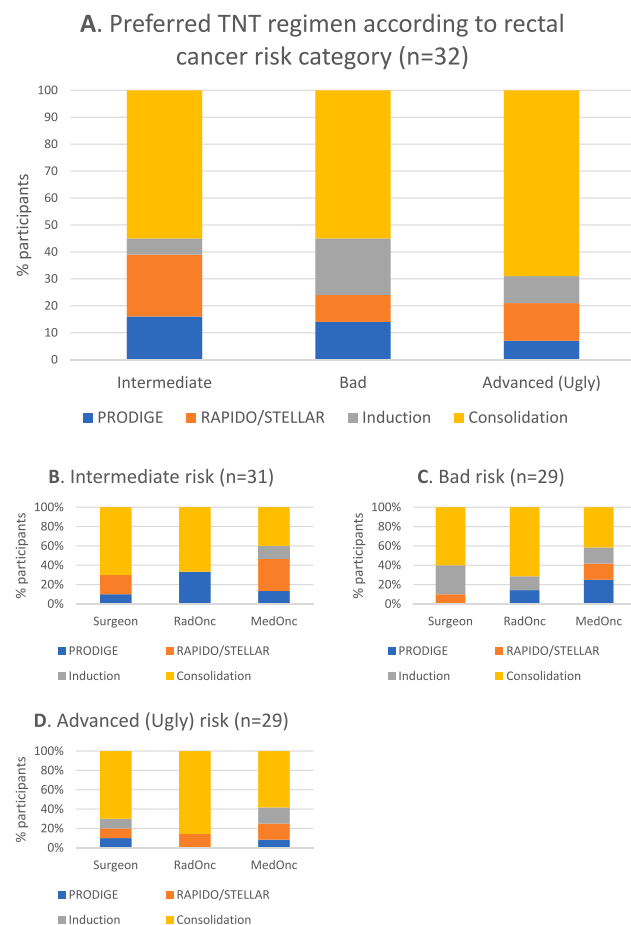 A. Preferred TNT regimen according to rectal
cancer risk category (n=32)
% participants
100
90
80
70
60
50
40
30
20
10
0
Intermediate Bad Advanced (Ugly)
PRODIGE RAPIDO/STELLAR Induction Consolidation
B. Intermediate risk (n=31)
% participants
100%
80%
60%
40%
20%
0%
Surgeon RadOnc MedOnc
PRODIGE RAPIDO/STELLAR
Induction Consolidation
C. Bad risk (n=29)
% participants
100%
80%
60%
40%
20%
0%
Surgeon RadOnc MedOnc
PRODIGE RAPIDO/STELLAR
Induction Consolidation
D. Advanced (Ugly) risk (n=29)
% participants
100%
80%
60%
40%
20%
0%
Surgeon RadOnc MedOnc
PRODIGE RAPIDO/STELLAR
Induction Consolidation